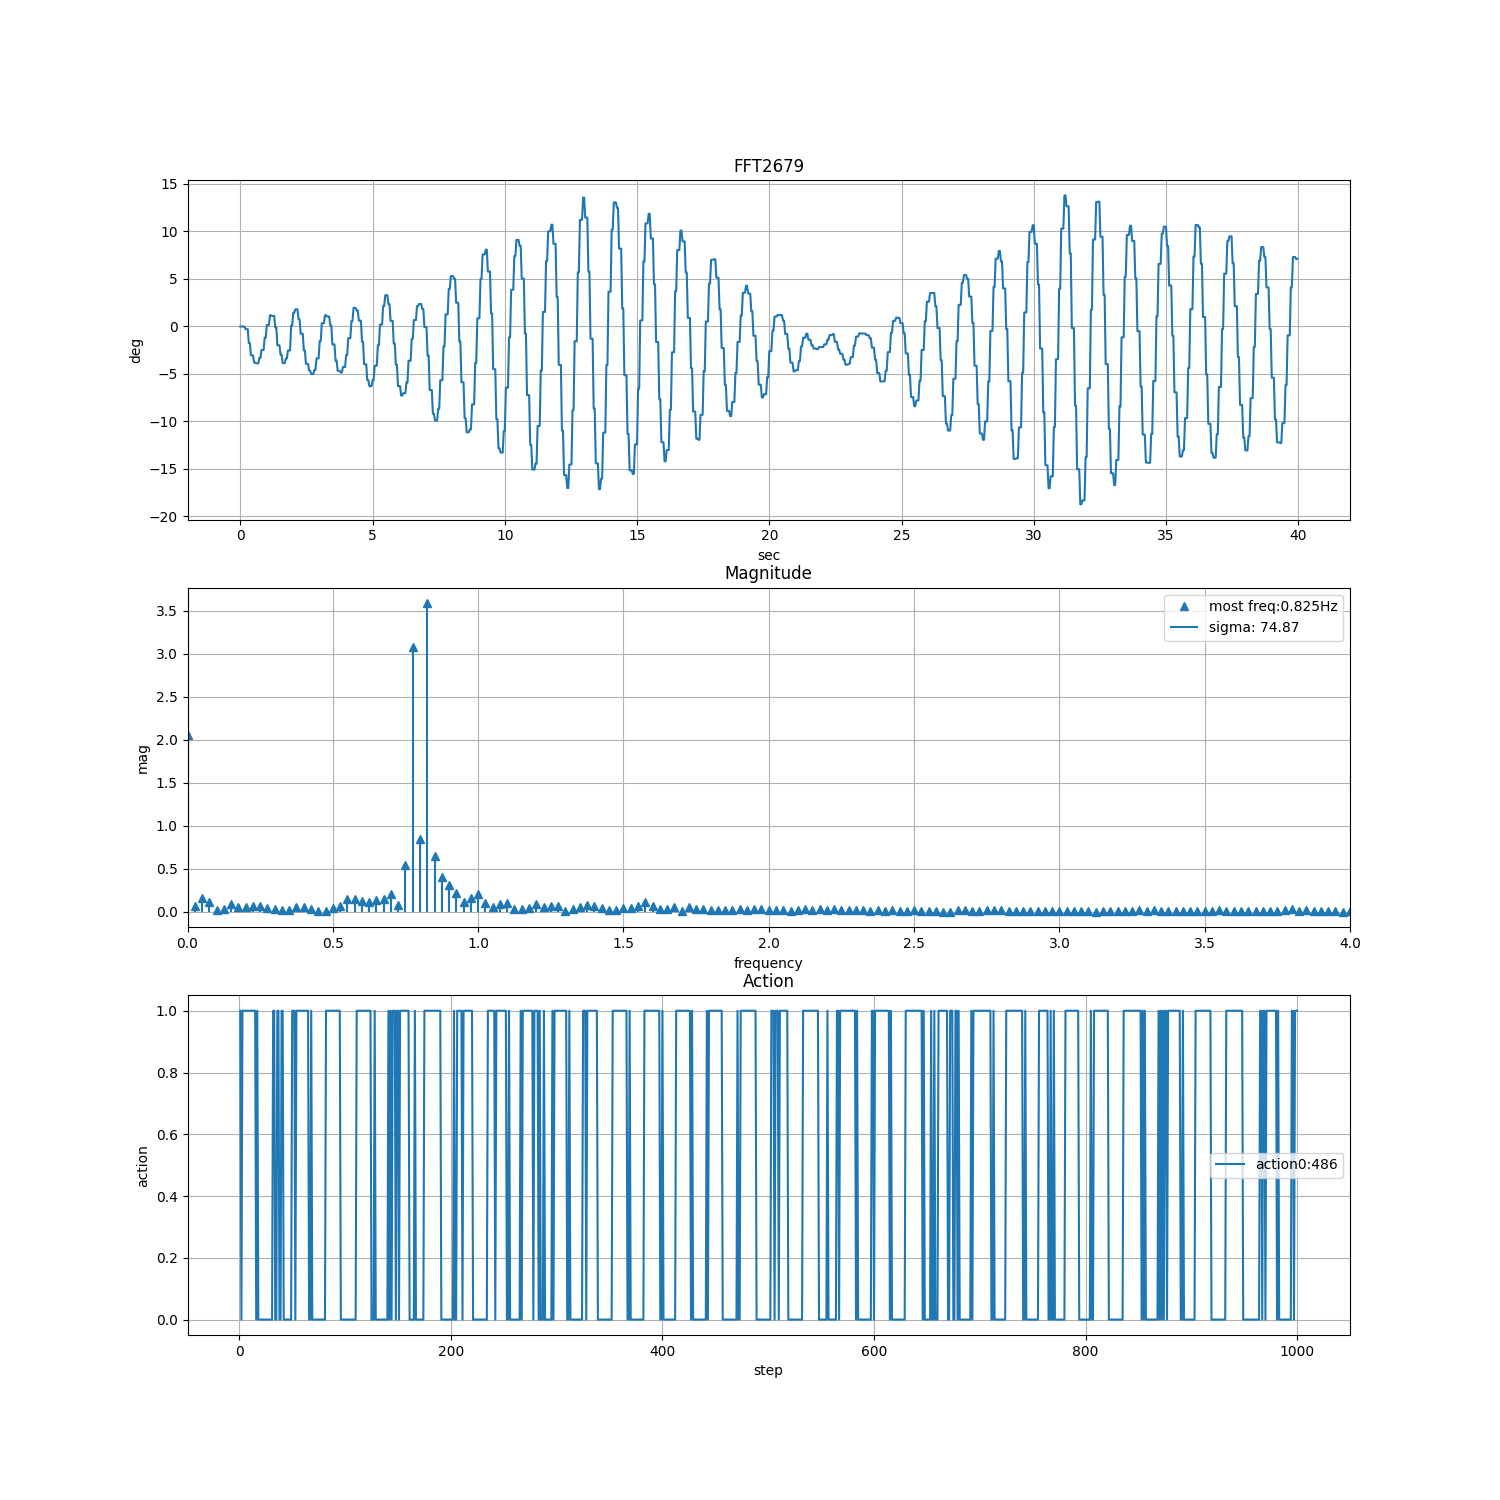 FFT2679
15
10
5
0
−5
−10
−15
−20
deg
0 5 10 15 20 25 30 35 40
sec
Magnitude
3.5
3.0
2.5
2.0
1.5
1.0
0.5
0.0
mag
most freq:0.825Hz
sigma: 74.87
0.0 0.5 1.0 1.5 2.0 2.5 3.0 3.5 4.0
frequency
Action
1.0
0.8
0.6
0.4
0.2
0.0
action
action0:486
0 200 400 600 800 1000
step